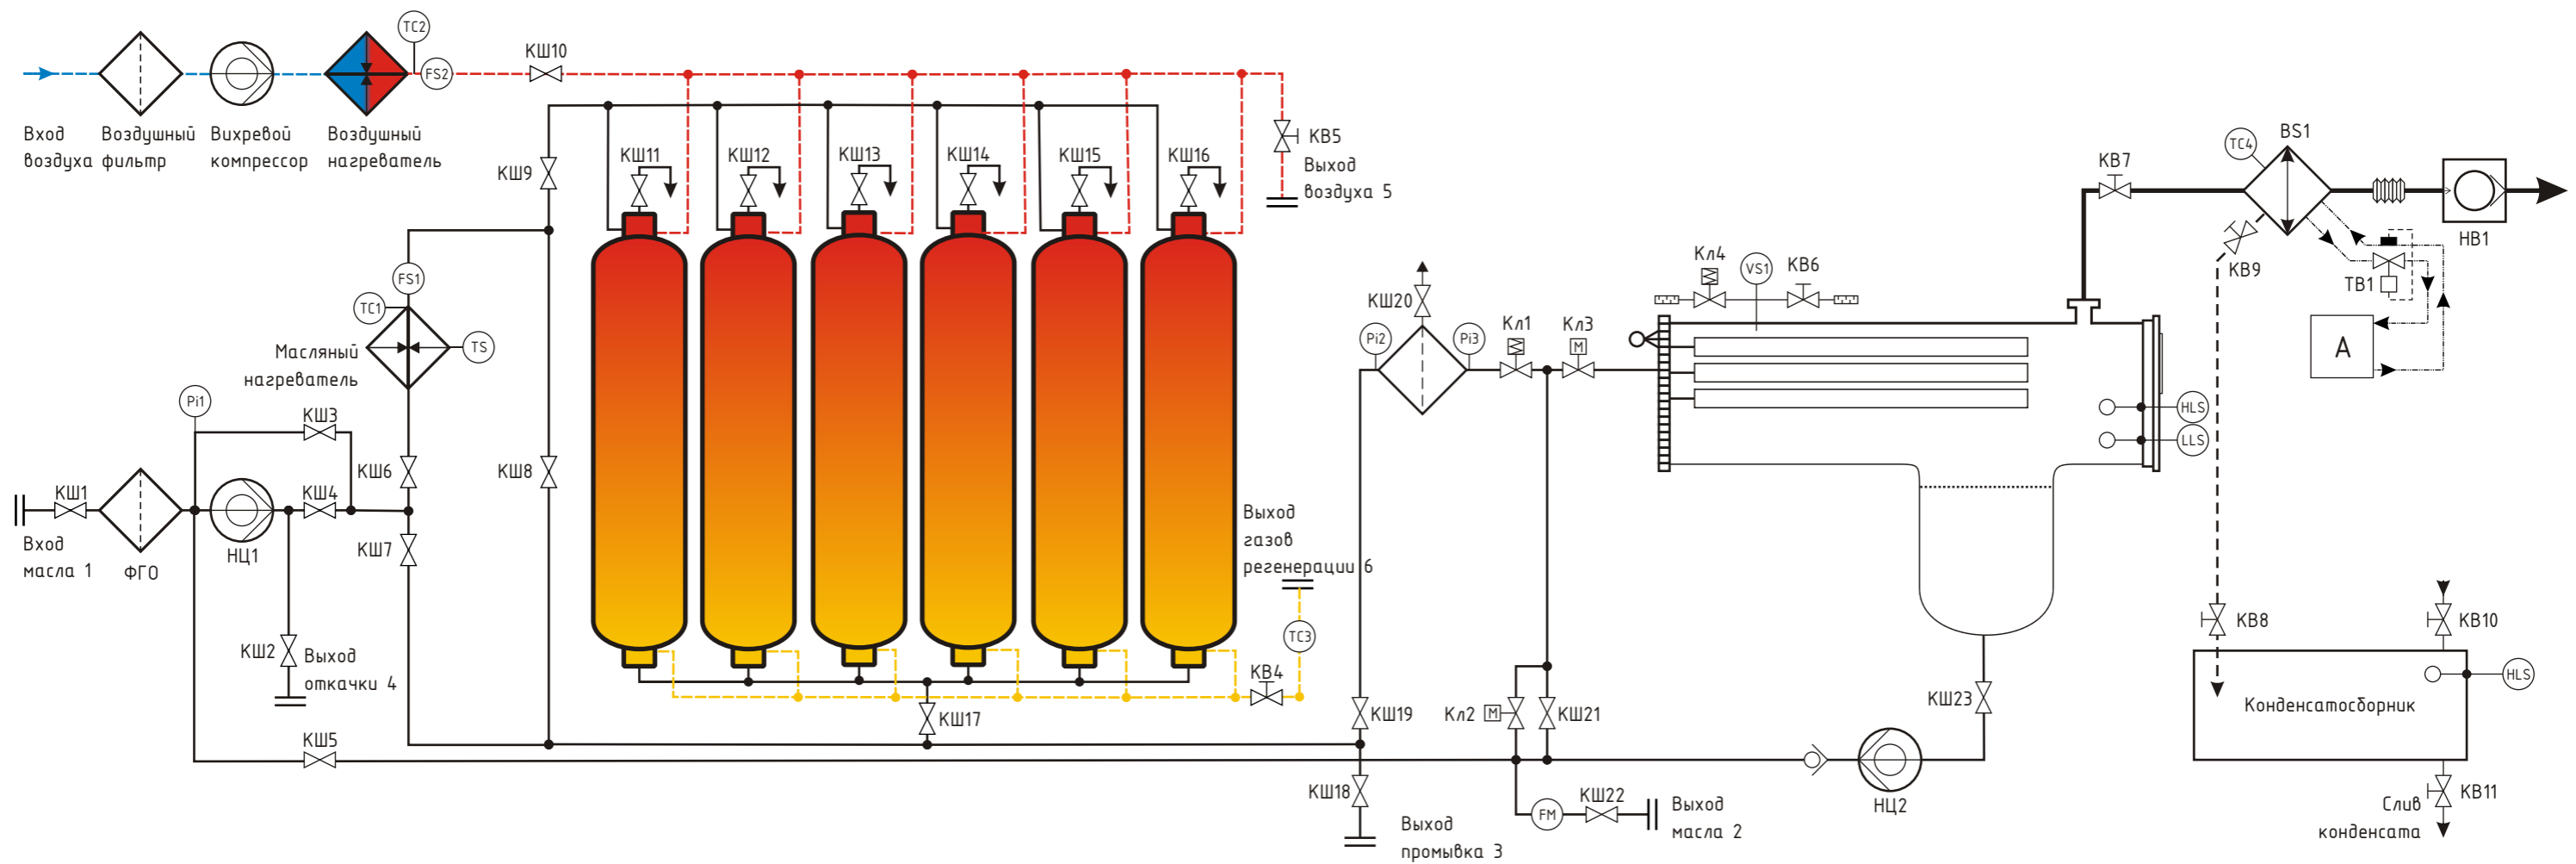 TC2
FS2
КШ10
Вход
воздуха
Воздушный
фильтр
Вихревой
компрессор
Воздушный
нагреватель
КШ9
КШ11
КШ12
КШ13
КШ14
КШ15
КШ16
КВ5
Выход
воздуха 5
FS1
TC1
TS
Масляный
нагреватель
Pi1
КШ3
КШ6
КШ8
КШ1
КШ4
КШ7
Вход
масла 1
ФГО
НЦ1
КШ2
Выход
откачки 4
КШ5
Выход
газов
регенерации 6
TC3
КВ4
КШ17
КШ20
Pi2
Pi3
Кл1
Кл3
M
Кл4
VS1
КВ6
КВ7
BS1
TC4
КВ9
ТВ1
НВ1
A
HLS
LLS
КШ19
Кл2
M
КШ21
КШ23
КШ18
Выход
промывка 3
FM
КШ22
Выход
масла 2
НЦ2
КВ8
КВ10
HLS
Конденсатосборник
Слив
конденсата
КВ11